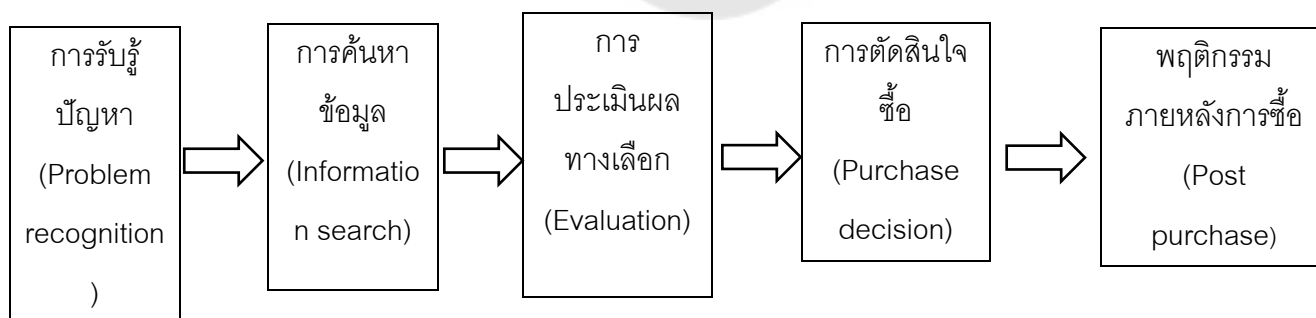 การรับรู้
ปัญหา
(Problem
recognition
)
การค้นหา
ข้อมูล
(Informatio
n search)
การ
ประเมินผล
ทางเลือก
(Evaluation)
การตัดสินใจ
ซื้อ
(Purchase
decision)
พฤติกรรม
ภายหลังการซื้อ
(Post
purchase)